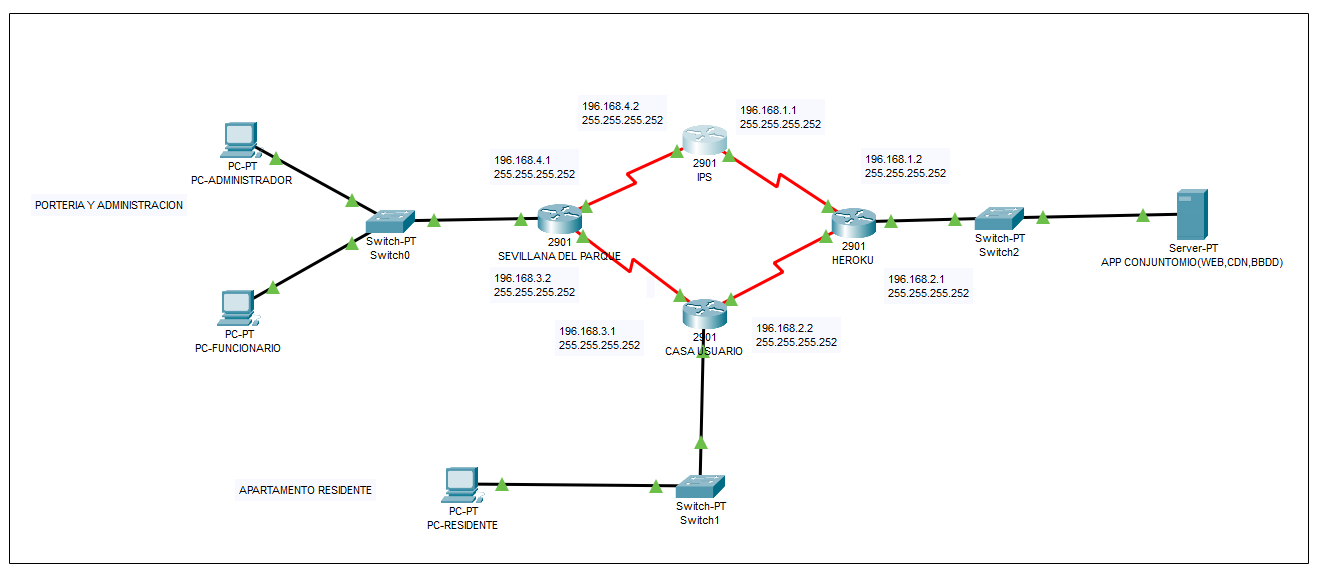 196.168.4.2
255.255.255.252
196.168.1.1
255.255.255.252
PC-PT
PC-ADMINISTRADOR
196.168.4.1
255.255.255.252
2901
IPS
196.168.1.2
255.255.255.252
PORTERIA Y ADMINISTRACION
Switch-PT
Switch0
2901
SEVILLANA DEL PARQUE
2901
HEROKU
Switch-PT
Switch2
Server-PT
APP CONJUNTOMIO(WEB,CDN,BBDD)
196.168.3.2
255.255.255.252
196.168.2.1
255.255.255.252
PC-PT
PC-FUNCIONARIO
196.168.3.1
255.255.255.252
2901
CASA USUARIO
196.168.2.2
255.255.255.252
APARTAMENTO RESIDENTE
PC-PT
PC-RESIDENTE
Switch-PT
Switch1